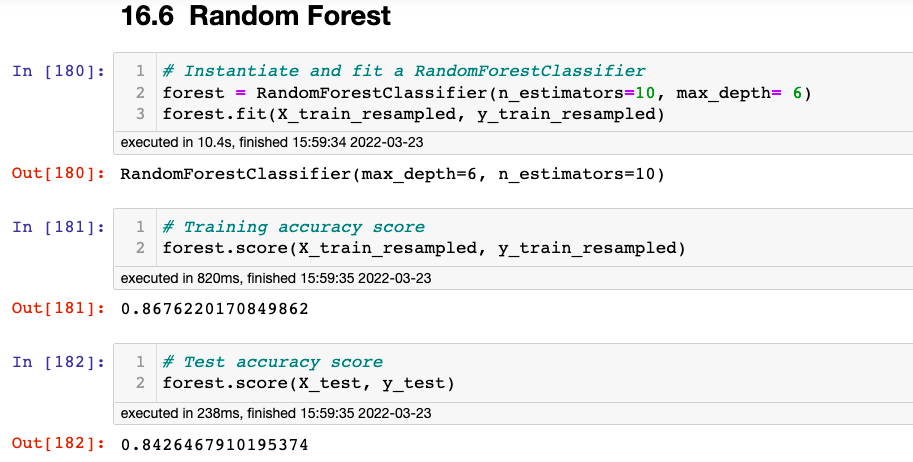 16.6 Random Forest
In [180]:
1 # Instantiate and fit a RandomForestClassifier
2 forest = RandomForestClassifier(n_estimators=10, max_depth= 6)
3 forest.fit(X_train_resampled, y_train_resampled)
executed in 10.4s, finished 15:59:34 2022-03-23
Out[180]: RandomForestClassifier(max_depth=6, n_estimators=10)
In [181]:
1 # Training accuracy score
2 forest.score(X_train_resampled, y_train_resampled)
executed in 820ms, finished 15:59:35 2022-03-23
Out[181]: 0.8676220170849862
In [182]:
1 # Test accuracy score
2 forest.score(X_test, y_test)
executed in 238ms, finished 15:59:35 2022-03-23
Out[182]: 0.8426467910195374